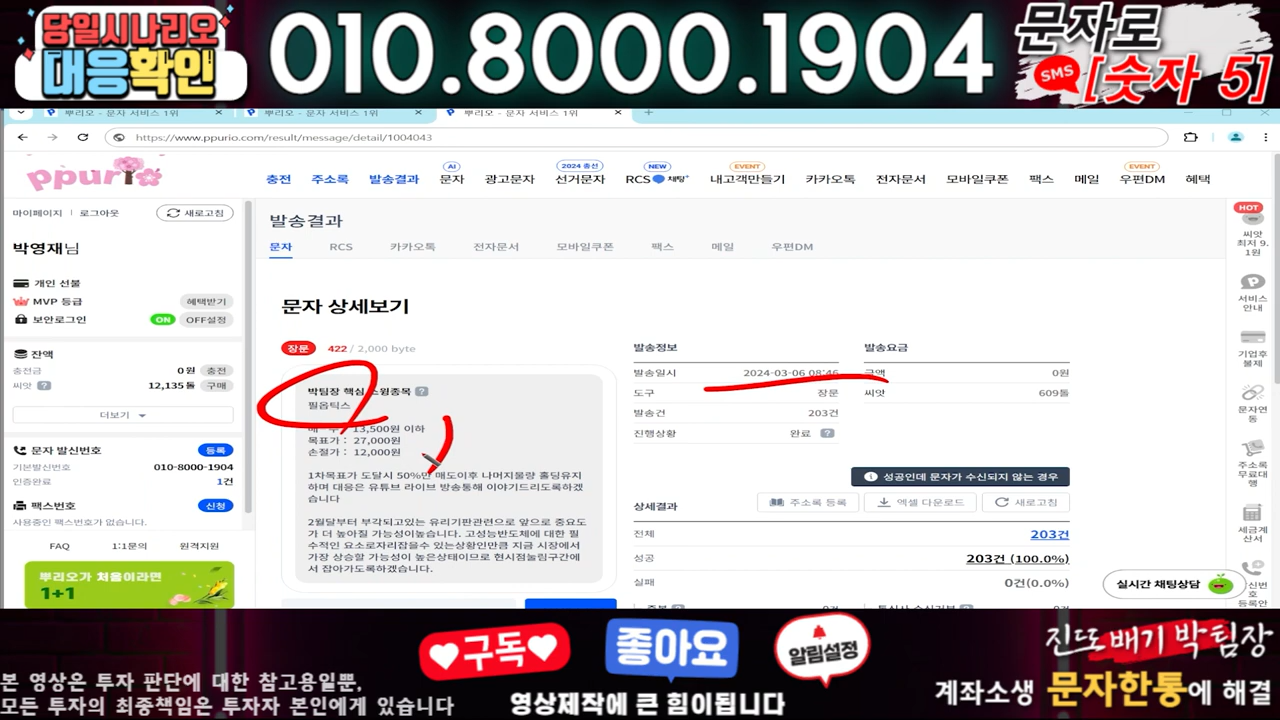 당일시나리오
대응확인
010.8000.1904
문자로
SMS
[숫자 5]
뿌리오 - 문자 서비스 1위
뿌리오 - 문자 서비스 1위
뿌리오 - 문자 서비스 1위
https://www.ppurio.com/result/message/detail/1004043
ppurio
충전
주소록
발송결과
AI
문자
광고문자
2024 총선
선거문자
NEW
RCS 채팅+
EVENT
내고객만들기
카카오톡
전자문서
모바일쿠폰
팩스
메일
EVENT
우편DM
혜택
마이페이지 | 로그아웃
새로고침
박영재님
개인 선불
MVP 등급
혜택받기
보안로그인
ON
OFF설정
잔액
충전금
0원
충전
씨앗 ?
12,135톨
구매
더보기
문자 발신번호
등록
기본발신번호
010-8000-1904
인증완료
1건
팩스번호
신청
사용중인 팩스번호가 없습니다.
FAQ
1:1문의
원격지원
뿌리오가 처음이라면
1+1
발송결과
문자
RCS
카카오톡
전자문서
모바일쿠폰
팩스
메일
우편DM
문자 상세보기
장문
422 / 2,000 byte
박팀장 핵심 스윙종목 ?
필옵틱스
13,500원 이하
목표가 : 27,000원
손절가 : 12,000원
1차목표가 도달시 50%만 매도이후 나머지물량 홀딩유지
하며 대응은 유튜브 라이브 방송통해 이야기드리도록하겠
습니다
2월달부터 부각되고있는 유리기판관련으로 앞으로 중요도
가 더 높아질 가능성이높습니다. 고성능반도체에 대한 필
수적인 요소로자리잡을수 있는상황인만큼 지금 시장에서
가장 상승할 가능성이 높은상태이므로 현시점눌림구간에
서 잡아가도록하겠습니다.
발송정보
발송일시
2024-03-06 08:46
도구
장문
발송건
203건
진행상황
완료 ?
발송요금
금액
0원
씨앗
609톨
성공인데 문자가 수신되지 않는 경우
상세결과
주소록 등록
엑셀 다운로드
새로고침
전체
203건
성공
203건 (100.0%)
실패
0건(0.0%)
HOT
씨앗
최저 9.
1원
서비스
안내
기업후
불제
문자연
동
주소록
무료대
행
세금계
산서
실시간 채팅상담
구독
좋아요
알림설정
영상제작에 큰 힘이됩니다
본 영상은 투자 판단에 대한 참고용일뿐,
모든 투자의 최종책임은 투자자 본인에게 있습니다
진또배기 박팀장
계좌소생 문자한통에 해결